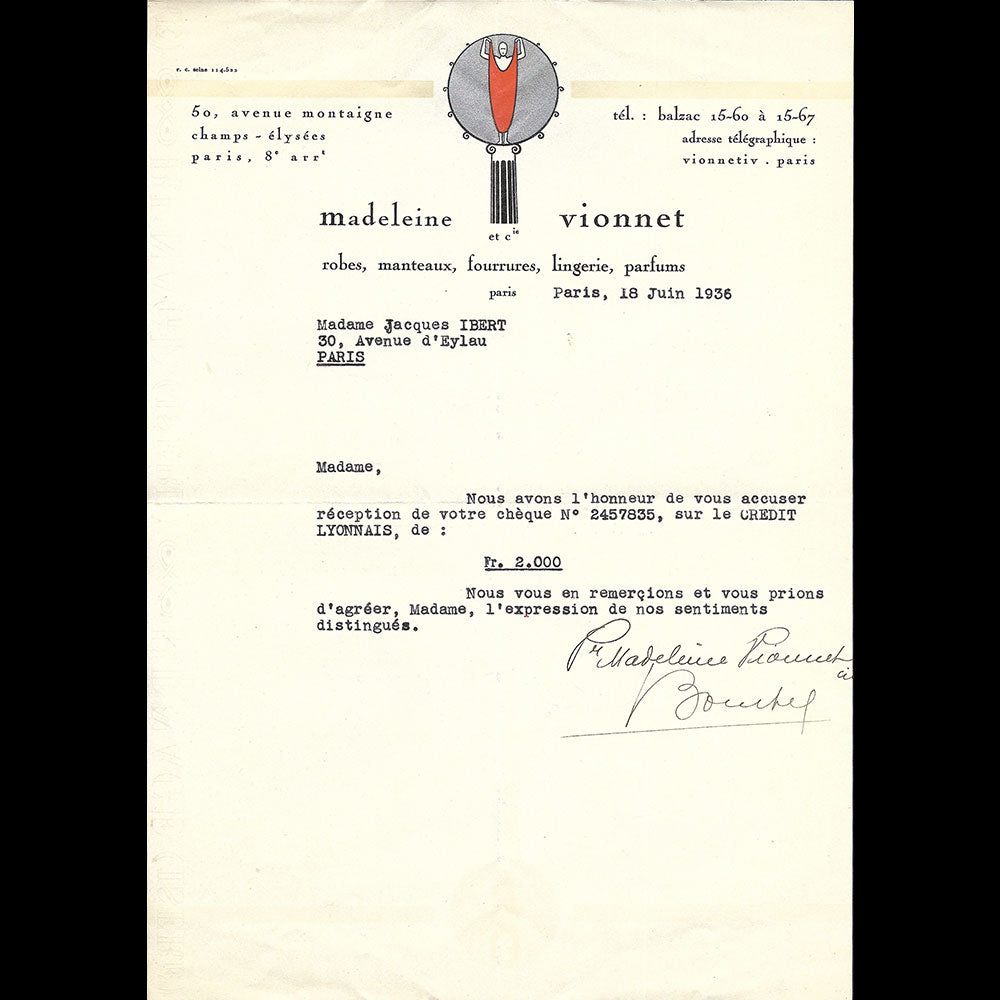 r. c. seine 114.522
50, avenue montaigne
champs - élysées
paris, 8e arrt
tél. : balzac 15-60 à 15-67
adresse télégraphique :
vionnetiv . paris
madeleine vionnet
et cie
robes, manteaux, fourrures, lingerie, parfums
paris Paris, 18 Juin 1936
Madame Jacques IBERT
30, Avenue d'Eylau
PARIS
Madame,
Nous avons l'honneur de vous accuser
réception de votre chèque N° 2457835, sur le CREDIT
LYONNAIS, de :
Fr. 2.000
Nous vous en remerçions et vous prions
d'agréer, Madame, l'expression de nos sentiments
distingués.
Pr Madeleine Vionnet